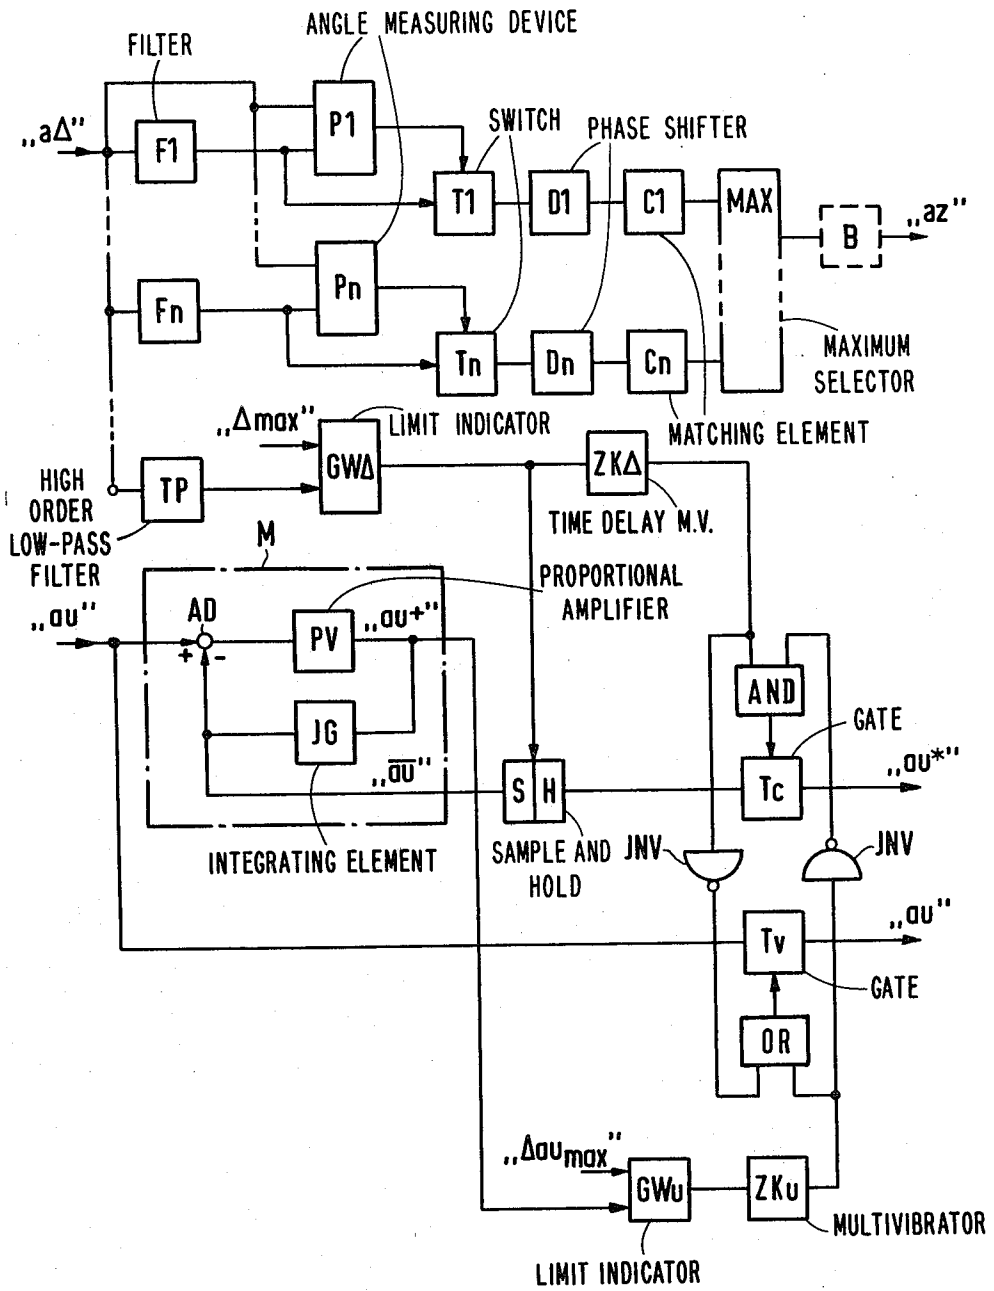 ANGLE MEASURING DEVICE
FILTER
„aΔ"
F1
P1
SWITCH
PHASE SHIFTER
T1
D1
C1
MAX
B
„az"
Fn
Pn
Tn
Dn
Cn
MAXIMUM
SELECTOR
„Δmax"
LIMIT INDICATOR
MATCHING ELEMENT
GWΔ
ZKΔ
TIME DELAY M.V.
HIGH
ORDER
LOW-PASS
FILTER
TP
M
PROPORTIONAL
AMPLIFIER
„au"
AD
+
-
PV
„au+"
JG
„a̅u̅"
AND
GATE
S
H
Tc
„au*"
INTEGRATING ELEMENT
SAMPLE AND
HOLD
JNV
JNV
Tv
„au"
GATE
OR
„Δau max"
GWu
ZKu
MULTIVIBRATOR
LIMIT INDICATOR